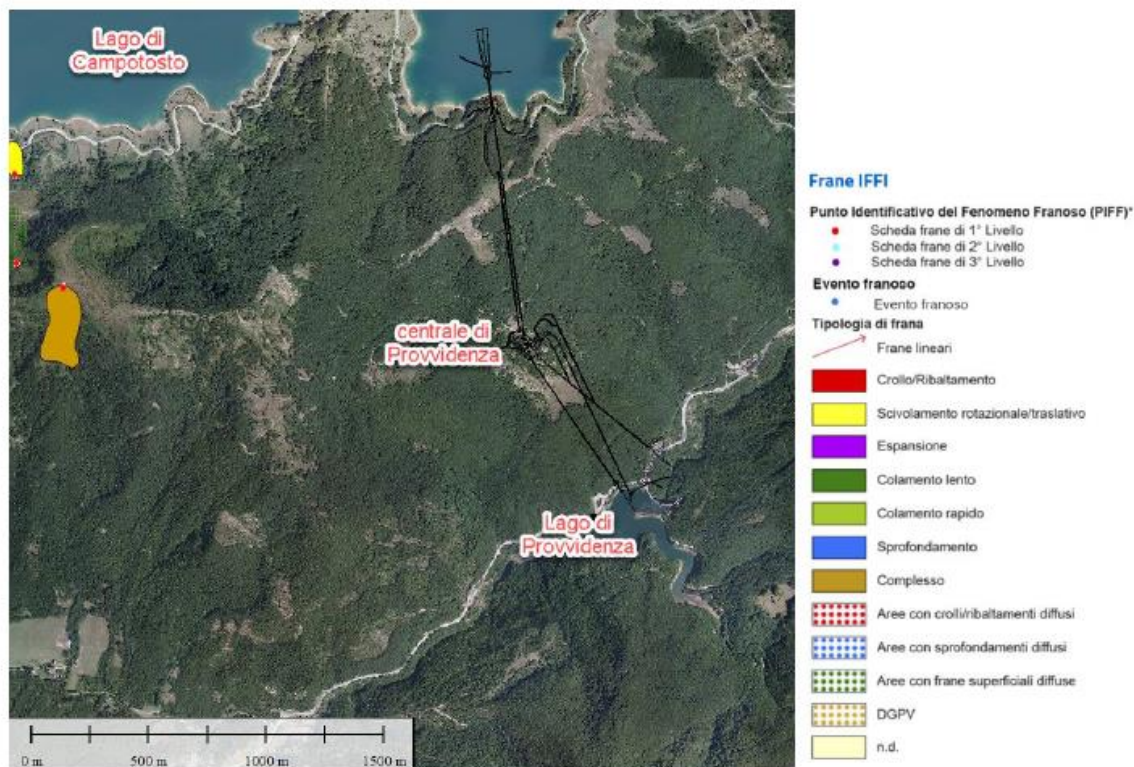 Lago di
Campotosto
centrale di
Provvidenza
Lago di
Provvidenza
0 m
500 m
1000 m
1500 m
Frane IFFI
Punto Identificativo del Fenomeno Franoso (PIFF)*
Scheda frane di 1° Livello
Scheda frane di 2° Livello
Scheda frane di 3° Livello
Evento franoso
Evento franoso
Tipologia di frana
Frane lineari
Crollo/Ribaltamento
Scivolamento rotazionale/traslativo
Espansione
Colamento lento
Colamento rapido
Sprofondamento
Complesso
Aree con crolli/ribaltamenti diffusi
Aree con sprofondamenti diffusi
Aree con frane superficiali diffuse
DGPV
n.d.